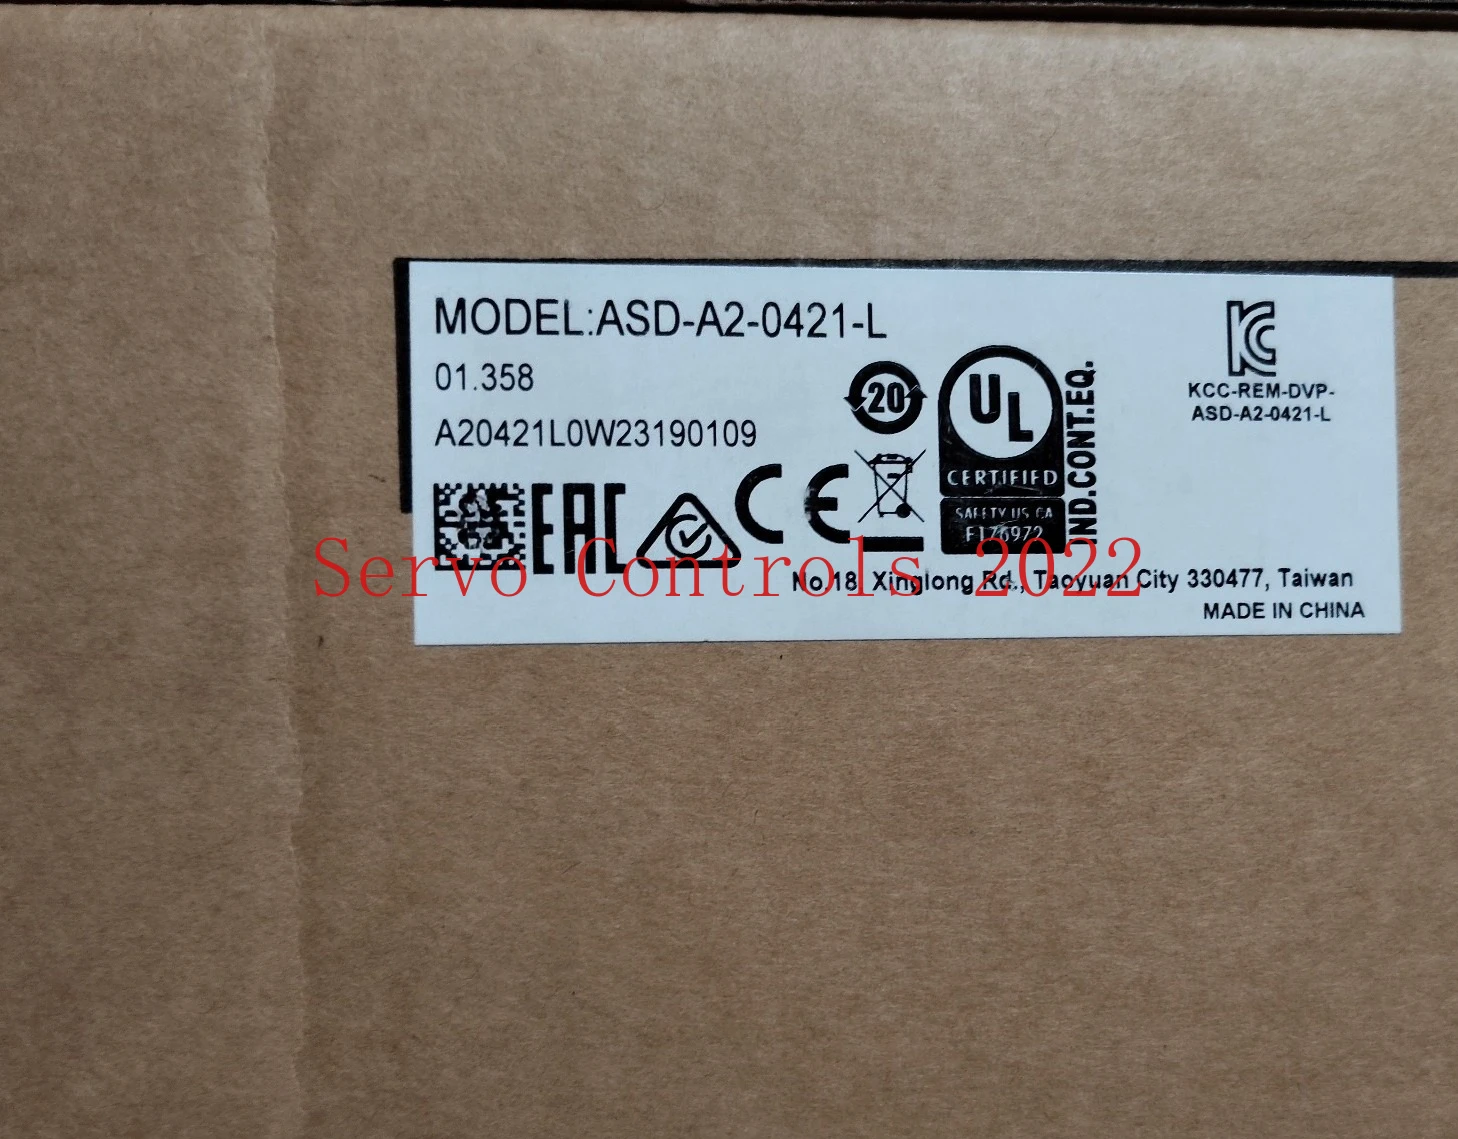 MODEL:ASD-A2-0421-L
01.358
A20421L0W23190109
20
UL
CERTIFIED
SAFETY US CA
E176972
IND.CONT.EQ.
KC
KCC-REM-DVP-
ASD-A2-0421-L
EAC
CE
Servo Controls 2022
No.18, Xinglong Rd., Taoyuan City 330477, Taiwan
MADE IN CHINA